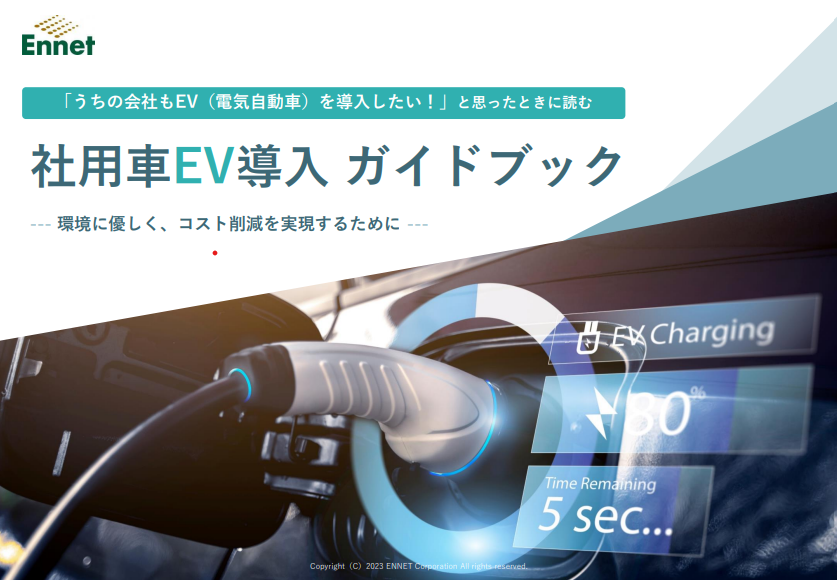 Ennet
「うちの会社もEV（電気自動車）を導入したい！」と思ったときに読む
社用車EV導入 ガイドブック
--- 環境に優しく、コスト削減を実現するために ---
EV Charging
80%
Time Remaining
5 sec...
Copyright（C）2023 ENNET Corporation All rights reserved.